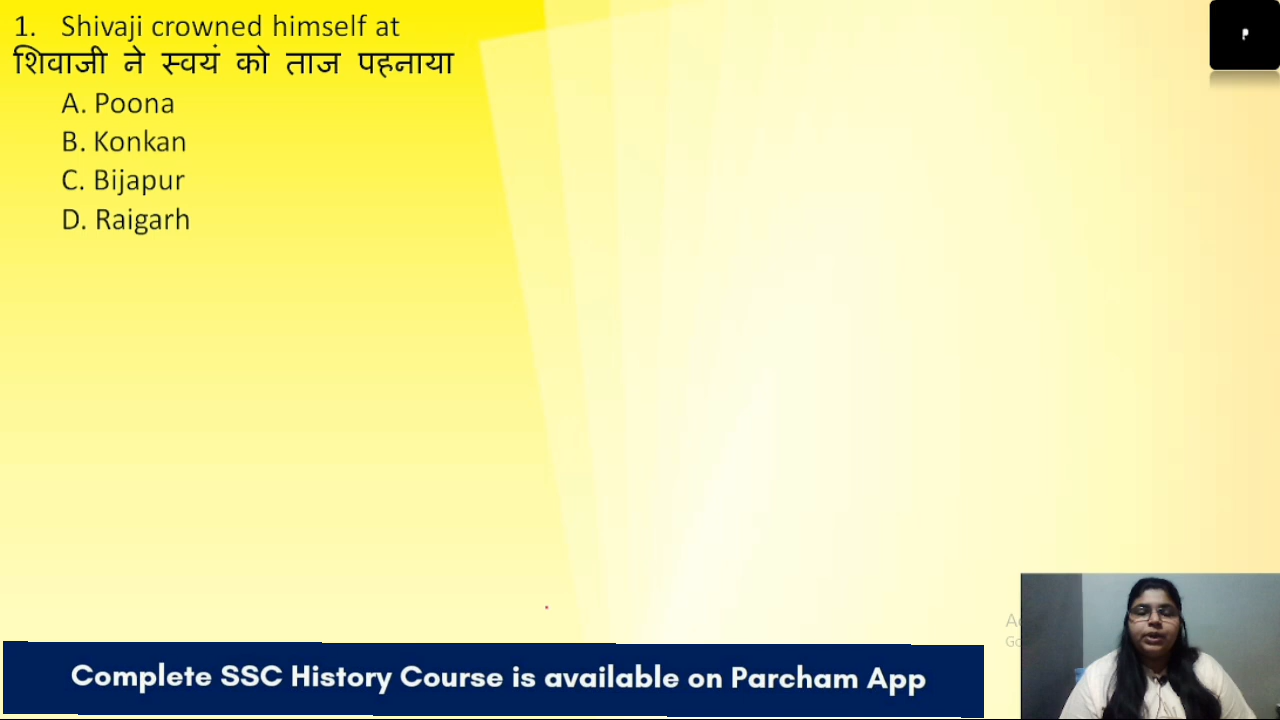 1. Shivaji crowned himself at
शिवाजी ने स्वयं को ताज पहनाया
A. Poona
B. Konkan
C. Bijapur
D. Raigarh
Complete SSC History Course is available on Parcham App